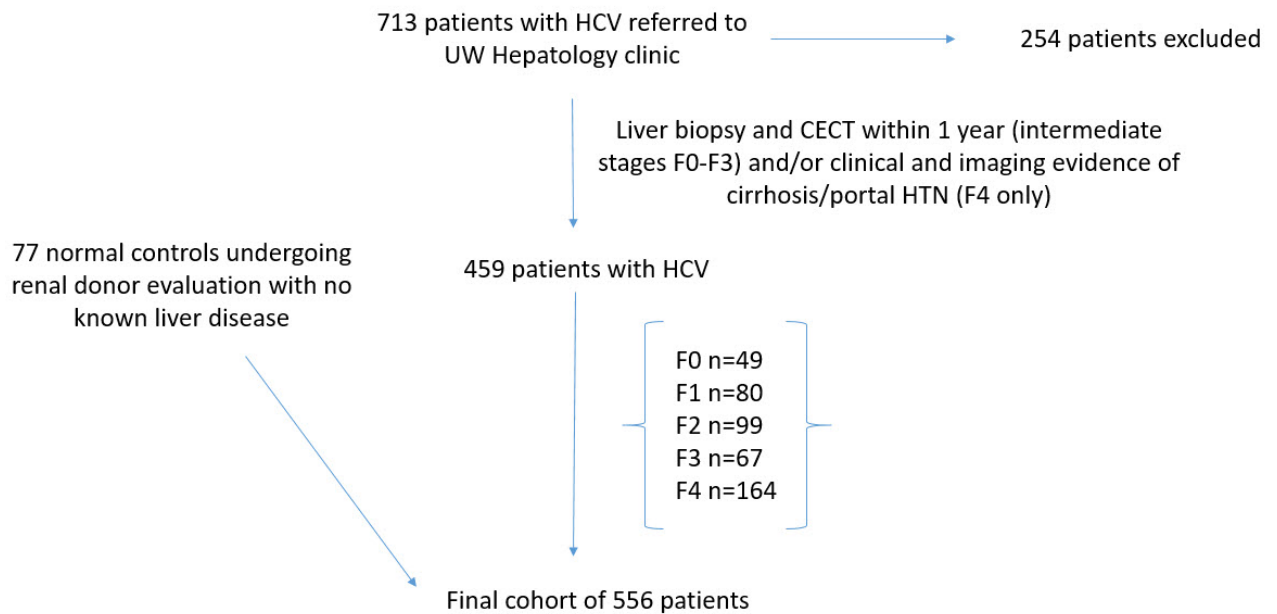 713 patients with HCV referred to
UW Hepatology clinic
254 patients excluded
Liver biopsy and CECT within 1 year (intermediate
stages F0-F3) and/or clinical and imaging evidence of
cirrhosis/portal HTN (F4 only)
77 normal controls undergoing
renal donor evaluation with no
known liver disease
459 patients with HCV
F0 n=49
F1 n=80
F2 n=99
F3 n=67
F4 n=164
Final cohort of 556 patients